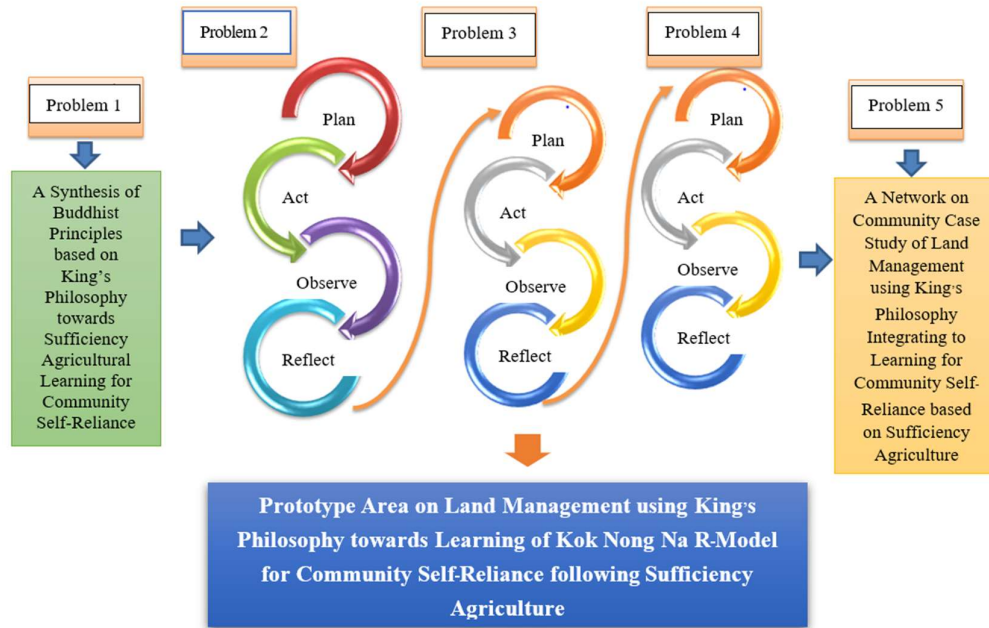 Problem 1
A Synthesis of
Buddhist
Principles
based on
King's
Philosophy
towards
Sufficiency
Agricultural
Learning for
Community
Self-Reliance
Problem 2
Plan
Act
Observe
Reflect
Problem 3
Plan
Act
Observe
Reflect
Problem 4
Plan
Act
Observe
Reflect
Problem 5
A Network on
Community Case
Study of Land
Management
using King's
Philosophy
Integrating to
Learning for
Community Self-
Reliance based
on Sufficiency
Agriculture
Prototype Area on Land Management using King's
Philosophy towards Learning of Kok Nong Na R-Model
for Community Self-Reliance following Sufficiency
Agriculture